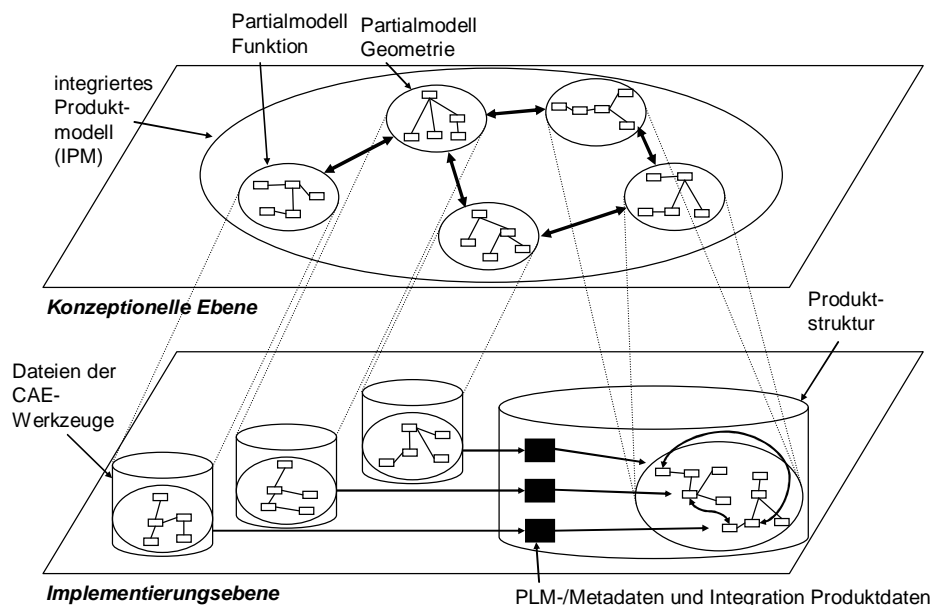 Partialmodell
Funktion
Partialmodell
Geometrie
integriertes
Produkt-
modell
(IPM)
Konzeptionelle Ebene
Produkt-
struktur
Dateien der
CAE-
Werkzeuge
Implementierungsebene
PLM-/Metadaten und Integration Produktdaten